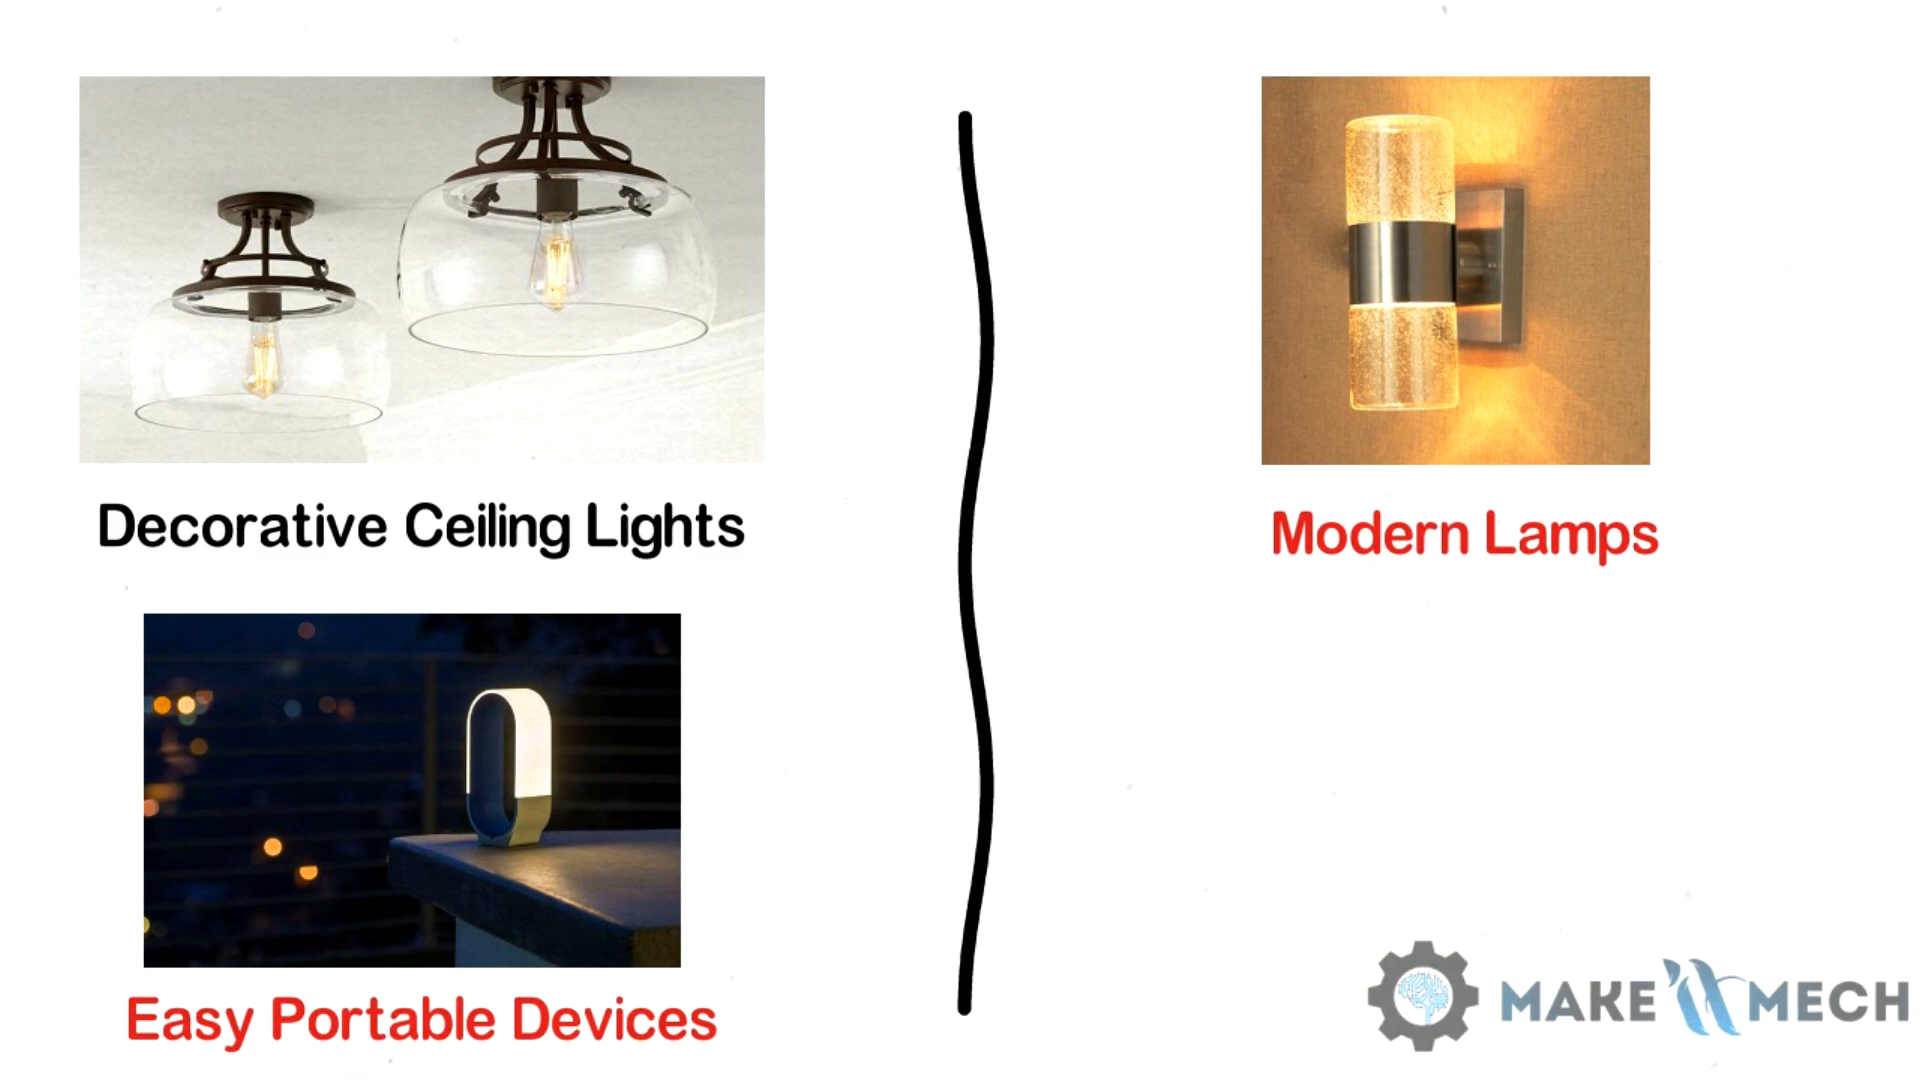 Decorative Ceiling Lights
Modern Lamps
Easy Portable Devices
MAKE 'N MECH